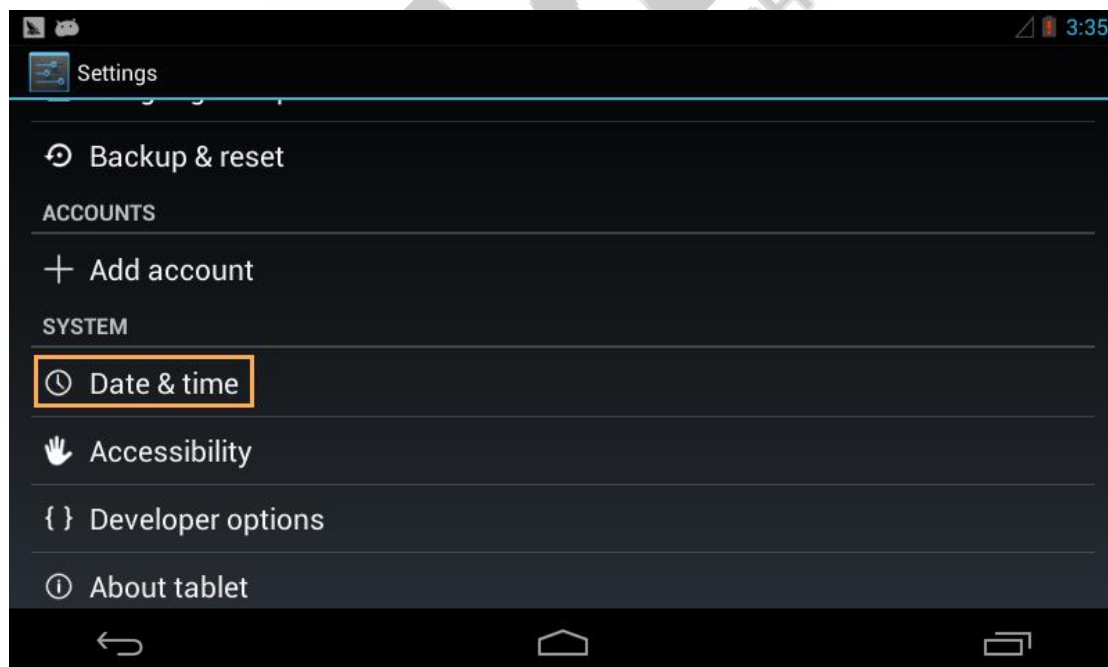 3:35
Settings
Backup & reset
ACCOUNTS
Add account
SYSTEM
Date & time
Accessibility
{ } Developer options
About tablet